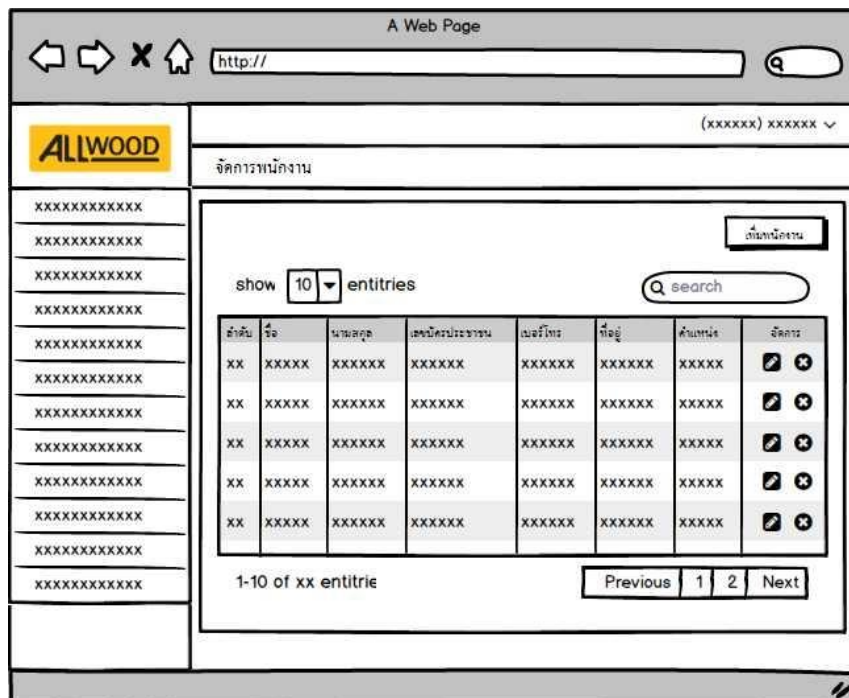 A Web Page
http://
(xxxxxx) xxxxxx
ALLWOOD
จัดการพนักงาน
xxxxxxxxxxxx
xxxxxxxxxxxx
xxxxxxxxxxxx
xxxxxxxxxxxx
xxxxxxxxxxxx
xxxxxxxxxxxx
xxxxxxxxxxxx
xxxxxxxxxxxx
xxxxxxxxxxxx
xxxxxxxxxxxx
xxxxxxxxxxxx
xxxxxxxxxxxx
เพิ่มพนักงาน
show 10 entitries
search
ลำดับ ชื่อ นามสกุล เลขบัตรประชาชน เบอร์โทร ที่อยู่ ตำแหน่ง จัดการ
xx xxxxx xxxxxx xxxxxx xxxxxx xxxxxx xxxxx
xx xxxxx xxxxxx xxxxxx xxxxxx xxxxxx xxxxx
xx xxxxx xxxxxx xxxxxx xxxxxx xxxxxx xxxxx
xx xxxxx xxxxxx xxxxxx xxxxxx xxxxxx xxxxx
xx xxxxx xxxxxx xxxxxx xxxxxx xxxxxx xxxxx
1-10 of xx entitrie
Previous 1 2 Next